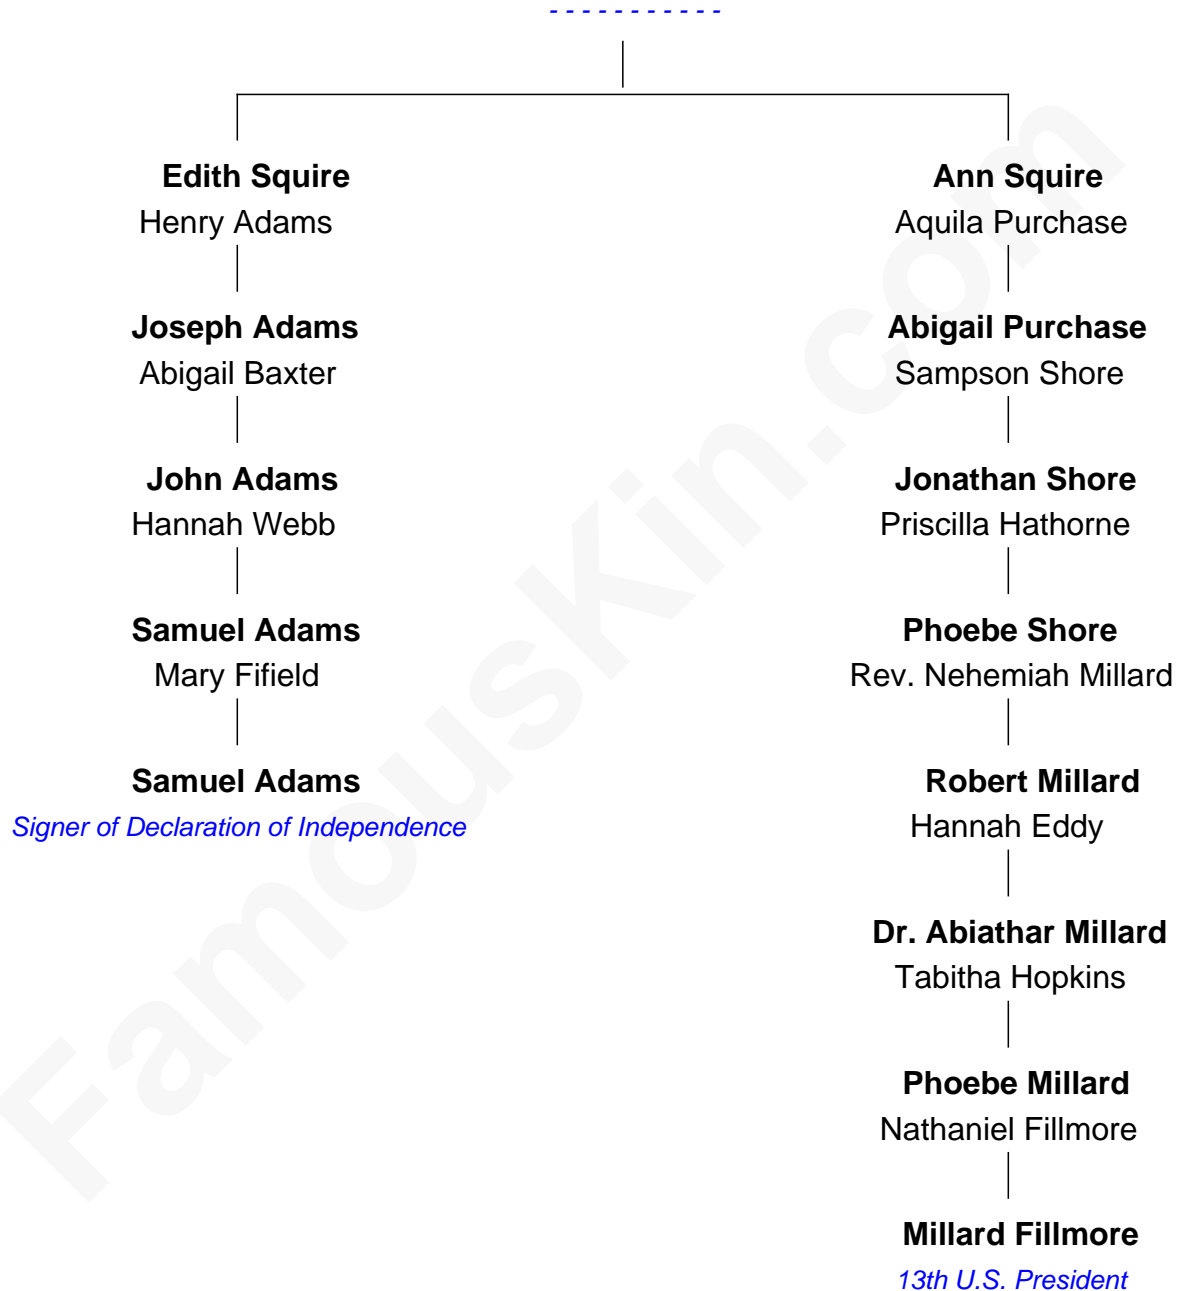 - - - - - - - - - - -
Edith Squire
Henry Adams
Joseph Adams
Abigail Baxter
John Adams
Hannah Webb
Samuel Adams
Mary Fifield
Samuel Adams
Signer of Declaration of Independence
Ann Squire
Aquila Purchase
Abigail Purchase
Sampson Shore
Jonathan Shore
Priscilla Hathorne
Phoebe Shore
Rev. Nehemiah Millard
Robert Millard
Hannah Eddy
Dr. Abiathar Millard
Tabitha Hopkins
Phoebe Millard
Nathaniel Fillmore
Millard Fillmore
13th U.S. President
FamousKin.com